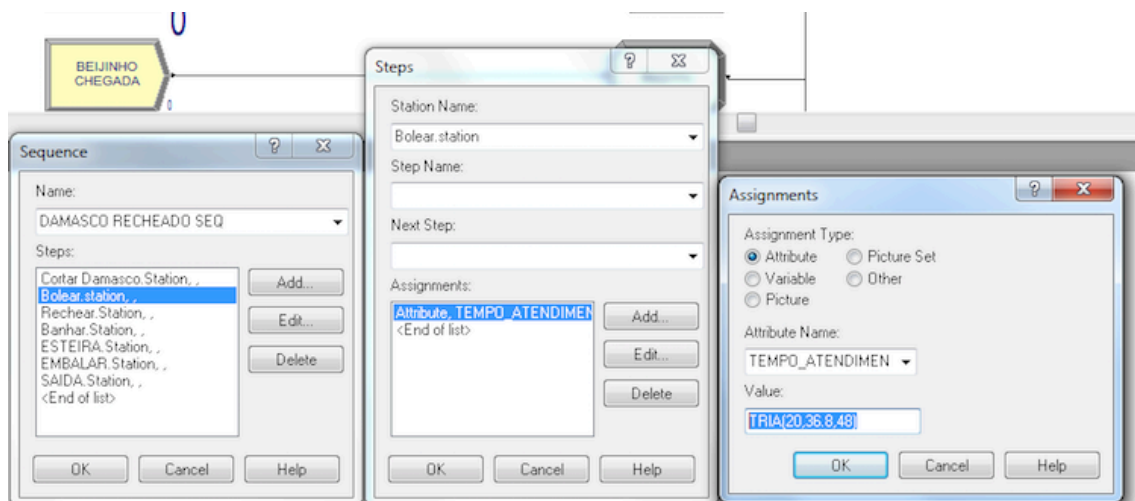 0
BEIJINHO
CHEGADA
0
Sequence
Name:
DAMASCO RECHEADO SEQ
Steps:
Cortar Damasco.Station, ,
Bolear.station, ,
Rechear.Station, ,
Banhar.Station, ,
ESTEIRA.Station, ,
EMBALAR.Station, ,
SAIDA.Station, ,
<End of list>
Add...
Edit...
Delete
OK
Cancel
Help
Steps
Station Name:
Bolear.station
Step Name:
Next Step:
Assignments:
Attribute, TEMPO_ATENDIMEN
<End of list>
Add...
Edit...
Delete
OK
Cancel
Help
Assignments
Assignment Type:
Attribute
Picture Set
Variable
Other
Picture
Attribute Name:
TEMPO_ATENDIMEN
Value:
TRIA(20,36.8,48)
OK
Cancel
Help